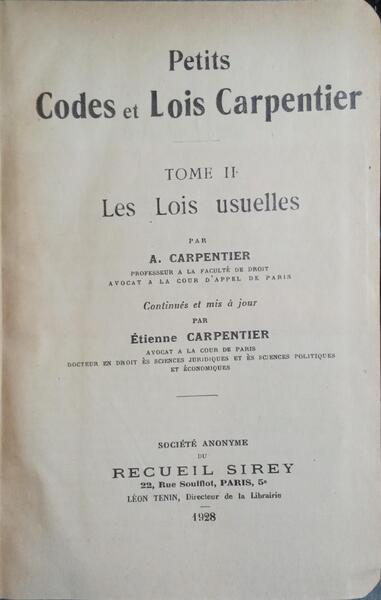 Petits
Codes et Lois Carpentier
TOME II
Les Lois usuelles
PAR
A. CARPENTIER
PROFESSEUR A LA FACULTÉ DE DROIT
AVOCAT A LA COUR D'APPEL DE PARIS
Continués et mis à jour
PAR
Étienne CARPENTIER
AVOCAT A LA COUR DE PARIS
DOCTEUR EN DROIT ÈS SCIENCES JURIDIQUES ET ÈS SCIENCES POLITIQUES
ET ÉCONOMIQUES
SOCIÉTÉ ANONYME
DU
RECUEIL SIREY
22, Rue Soufflot, PARIS, 5e
LÉON TENIN, Directeur de la Librairie
1928